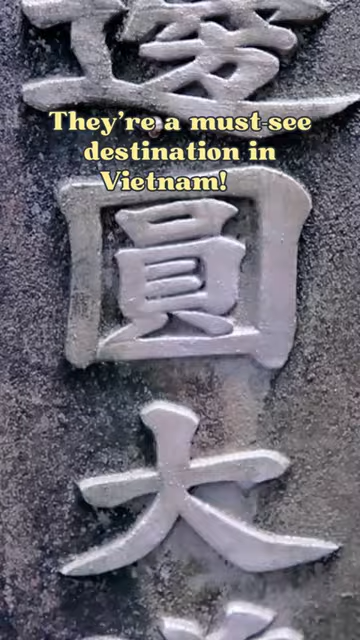 They're a must-see
destination in
Vietnam!
圓
大